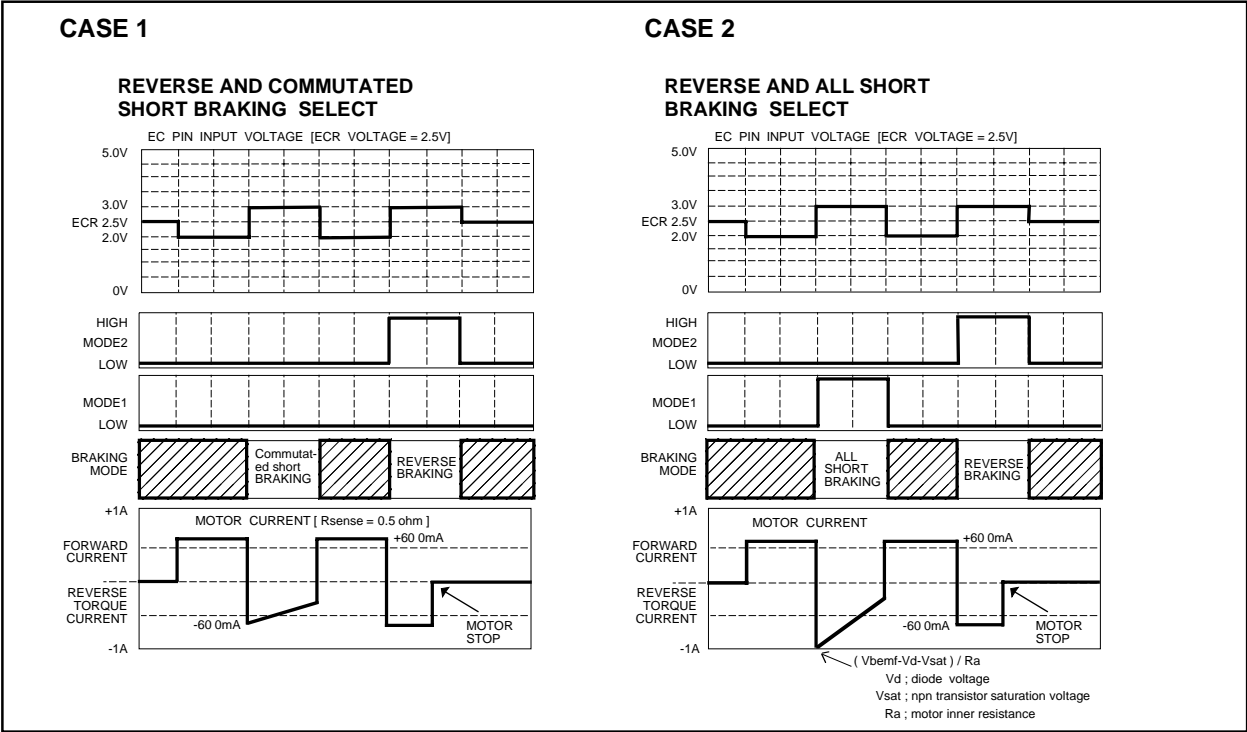 CASE 1
REVERSE AND COMMUTATED
SHORT BRAKING SELECT
EC PIN INPUT VOLTAGE [ECR VOLTAGE = 2.5V]
5.0V
3.0V
ECR 2.5V
2.0V
0V
HIGH
MODE2
LOW
MODE1
LOW
BRAKING
MODE
Commutat-
ed short
BRAKING
REVERSE
BRAKING
+1A
MOTOR CURRENT [ Rsense = 0.5 ohm ]
+60 0mA
FORWARD
CURRENT
REVERSE
TORQUE
CURRENT
-60 0mA
MOTOR
STOP
-1A
CASE 2
REVERSE AND ALL SHORT
BRAKING SELECT
EC PIN INPUT VOLTAGE [ECR VOLTAGE = 2.5V]
5.0V
3.0V
ECR 2.5V
2.0V
0V
HIGH
MODE2
LOW
MODE1
LOW
BRAKING
MODE
ALL
SHORT
BRAKING
REVERSE
BRAKING
+1A
MOTOR CURRENT
+60 0mA
FORWARD
CURRENT
REVERSE
TORQUE
CURRENT
-60 0mA
MOTOR
STOP
-1A
( Vbemf-Vd-Vsat ) / Ra
Vd ; diode voltage
Vsat ; npn transistor saturation voltage
Ra ; motor inner resistance